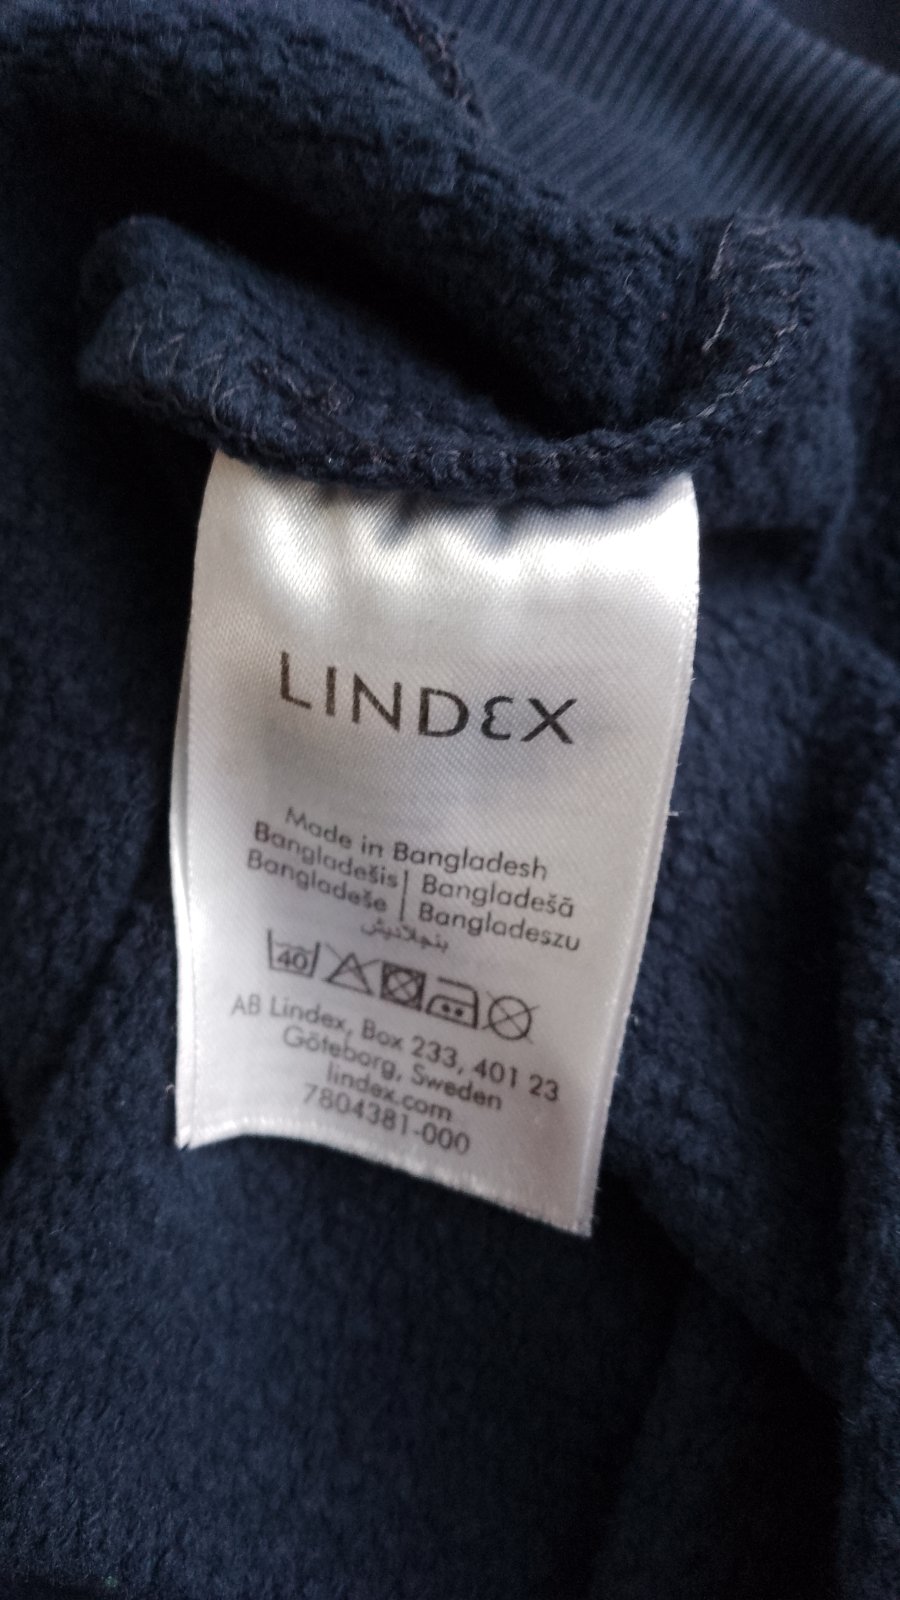 LINDEX
Made in Bangladesh
Bangladešis | Bangladešā
Bangladeše | Bangladeszu
بنجلاديش
40
AB Lindex, Box 233, 401 23
Göteborg, Sweden
lindex.com
7804381-000